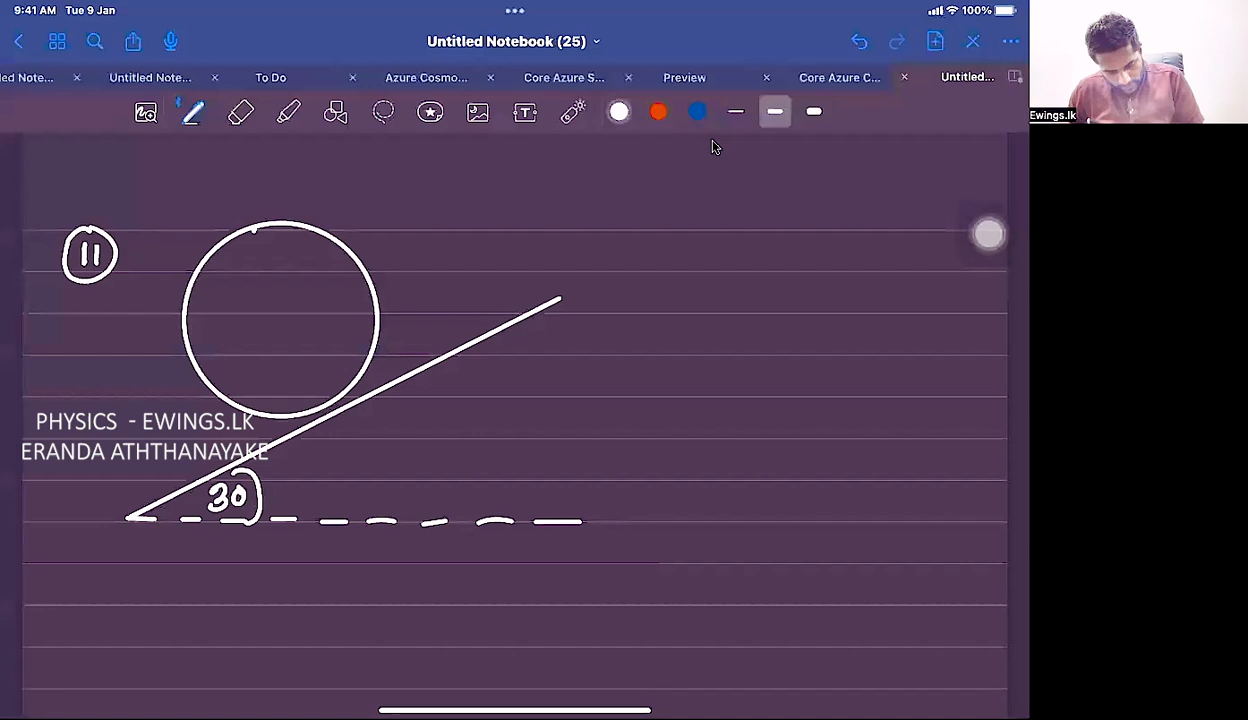 9:41 AM Tue 9 Jan
100%
Untitled Notebook (25)
led Note...
Untitled Note...
To Do
Azure Cosmo...
Core Azure S...
Preview
Core Azure C...
Untitled...
T
Ewings.lk
11
PHYSICS - EWINGS.LK
ERANDA ATHTHANAYAKE
30